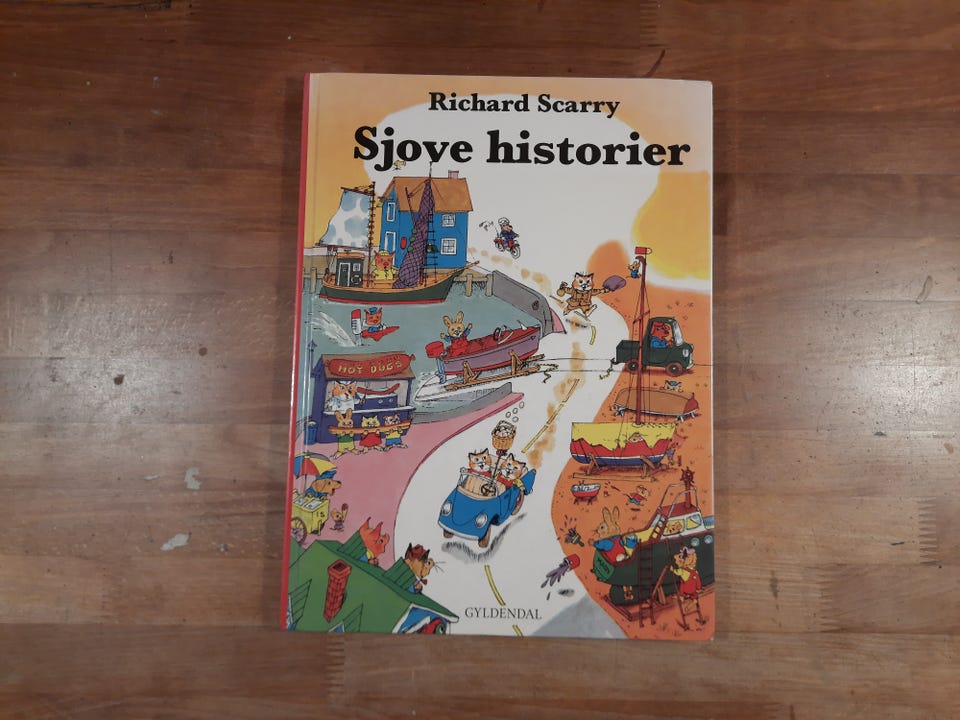 Richard Scarry
Sjove historier
HOT DOGS
GYLDENDAL